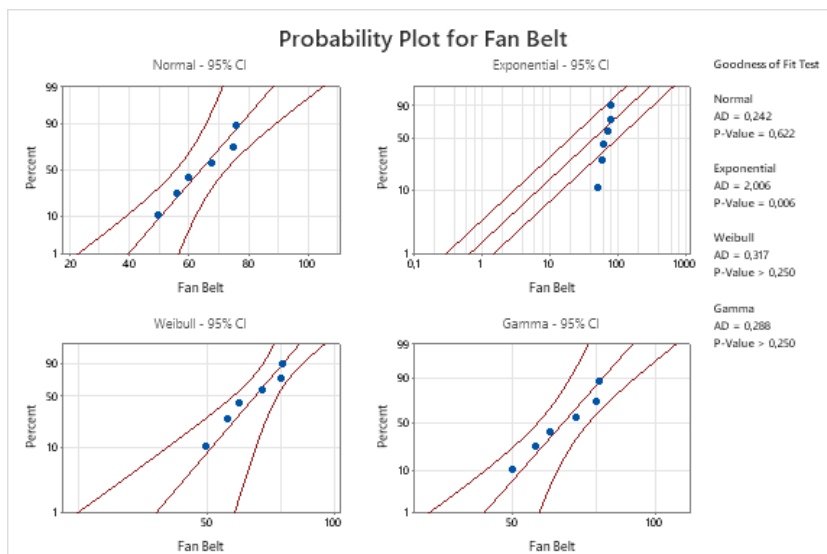 Probability Plot for Fan Belt
Normal - 95% CI
99
90
50
10
1
Percent
20 40 60 80 100
Fan Belt
Exponential - 95% CI
90
50
10
1
Percent
0,1 1 10 100 1000
Fan Belt
Weibull - 95% CI
90
50
10
1
Percent
50 100
Fan Belt
Gamma - 95% CI
99
90
50
10
1
Percent
50 100
Fan Belt
Goodness of Fit Test
Normal
AD = 0,242
P-Value = 0,622
Exponential
AD = 2,006
P-Value = 0,006
Weibull
AD = 0,317
P-Value > 0,250
Gamma
AD = 0,288
P-Value > 0,250